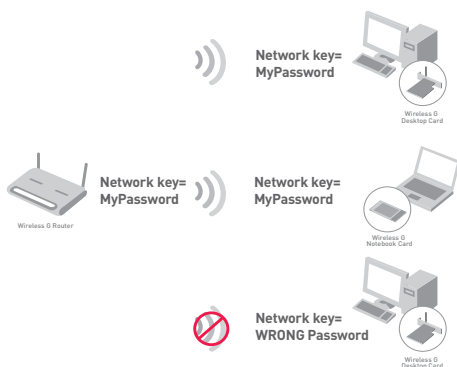 Network key=
MyPassword
Wireless G
Desktop Card
Network key=
MyPassword
Wireless G Router
Network key=
MyPassword
Wireless G
Notebook Card
Network key=
WRONG Password
Wireless G
Desktop Card